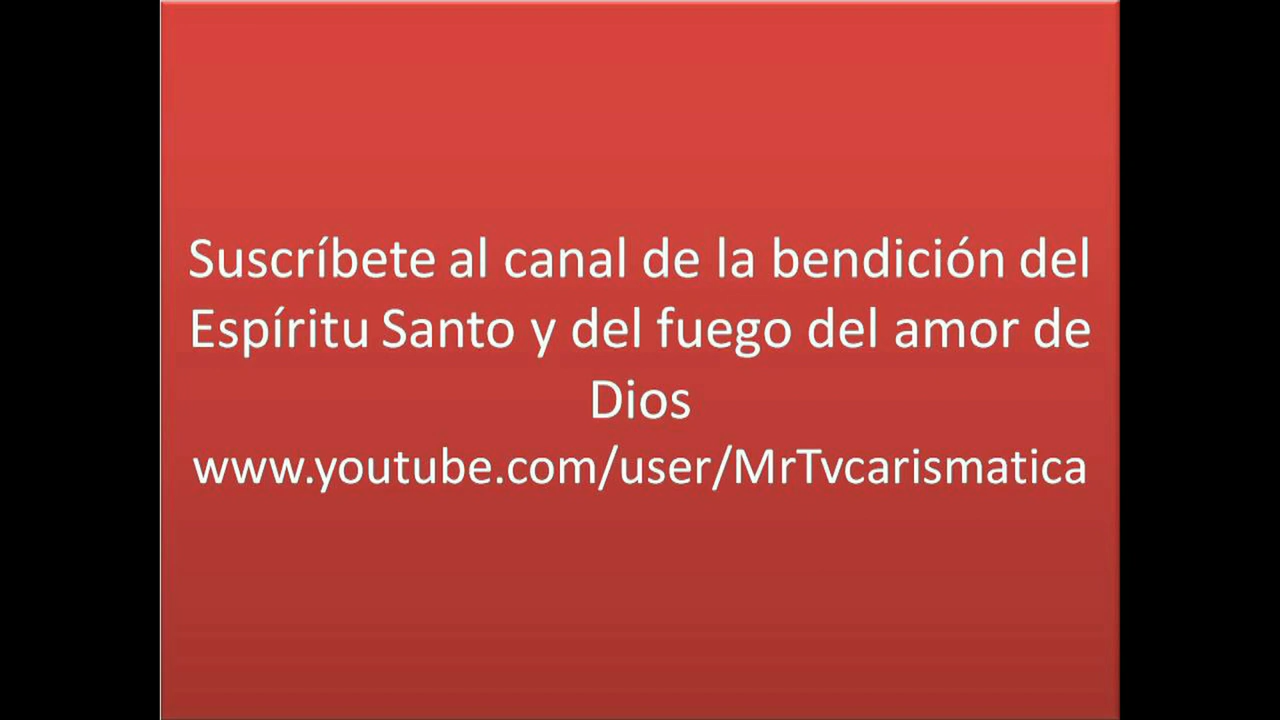 Suscríbete al canal de la bendición del
Espíritu Santo y del fuego del amor de
Dios
www.youtube.com/user/MrTvcarismatica